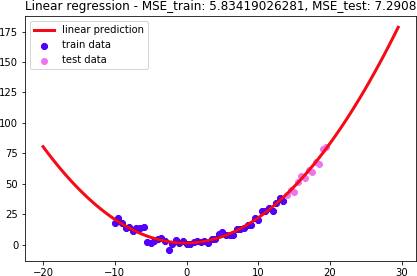 Linear regression - MSE_train: 5.83419026281, MSE_test: 7.2908
linear prediction
train data
test data
175
150
125
100
75
50
25
0
−20 −10 0 10 20 30